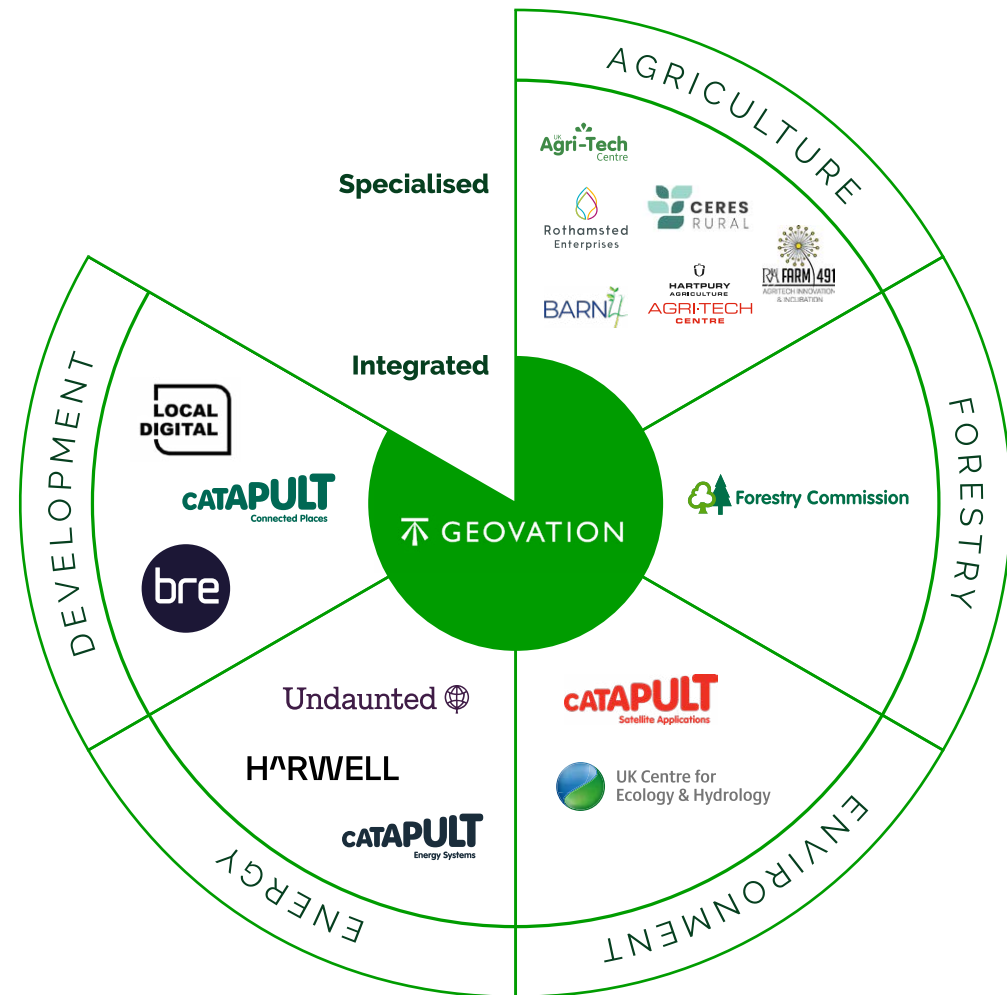 AGRICULTURE
UK
Agri-Tech
Centre
Specialised
Rothamsted
Enterprises
CERES
RURAL
FARM 491
AGRITECH INNOVATION
& INCUBATION
HARTPURY
AGRICULTURE
AGRI-TECH
CENTRE
BARN4
Integrated
FORESTRY
Forestry Commission
DEVELOPMENT
LOCAL
DIGITAL
CATAPULT
Connected Places
bre
GEOVATION
Undaunted
H^RWELL
CATAPULT
Energy Systems
ENERGY
CATAPULT
Satellite Applications
UK Centre for
Ecology & Hydrology
ENVIRONMENT